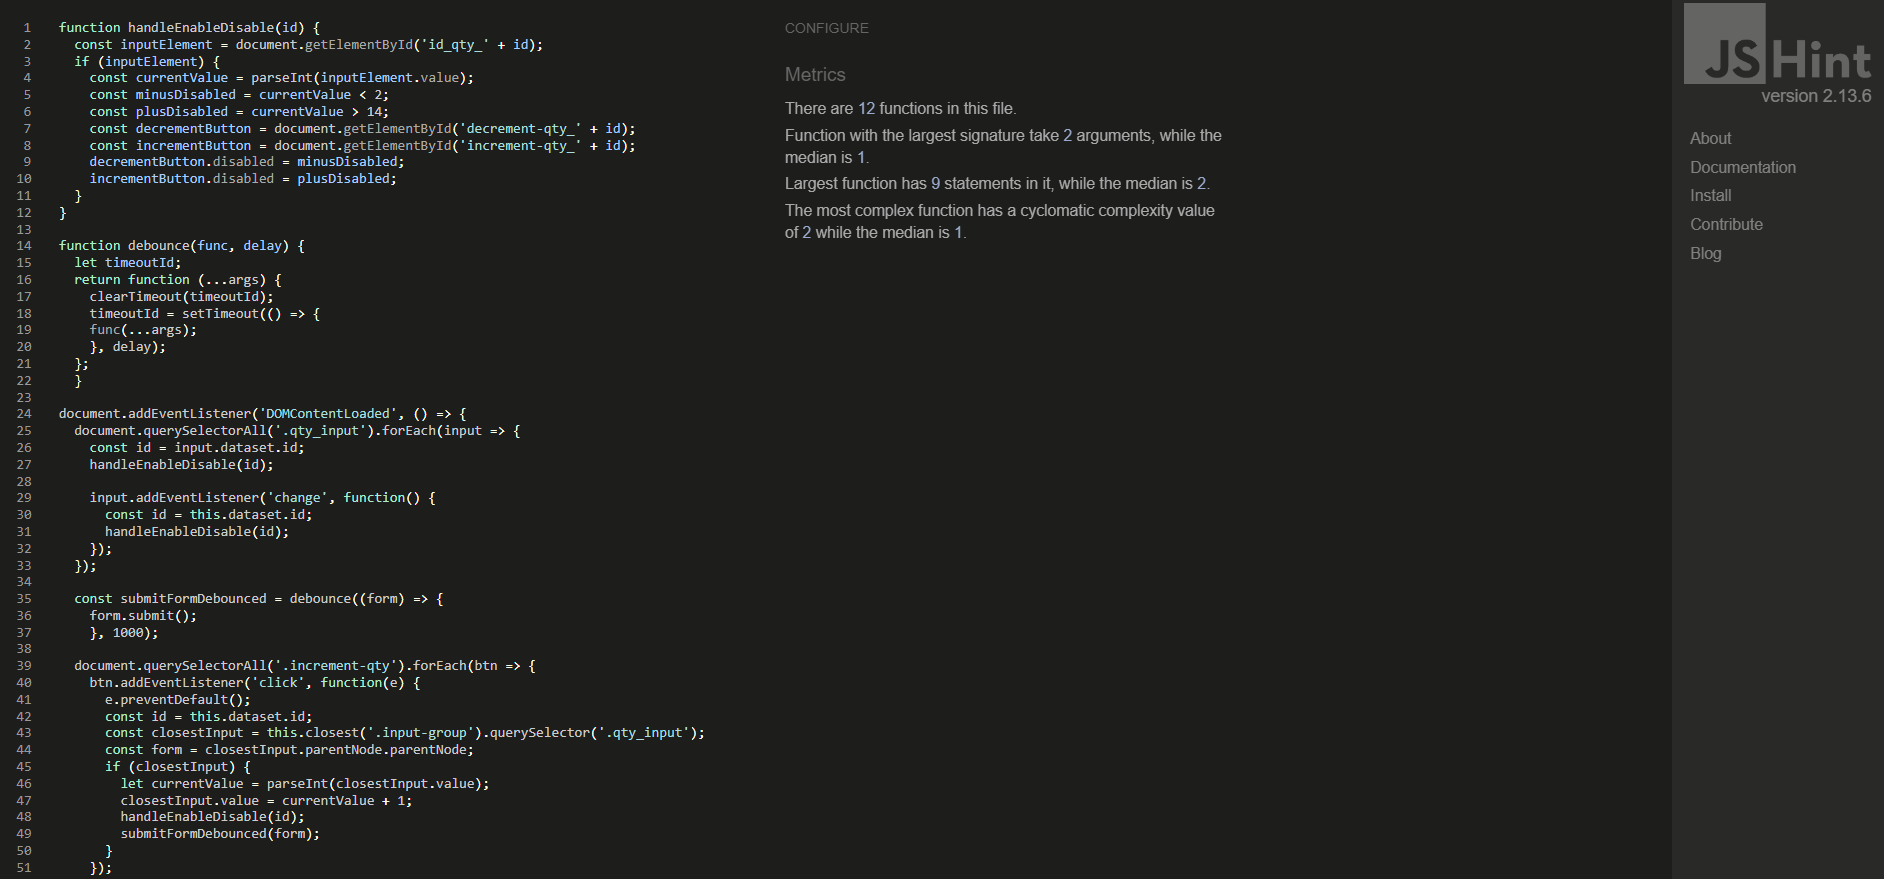 1 function handleEnableDisable(id) {
2 const inputElement = document.getElementById('id_qty_' + id);
3 if (inputElement) {
4 const currentValue = parseInt(inputElement.value);
5 const minusDisabled = currentValue < 2;
6 const plusDisabled = currentValue > 14;
7 const decrementButton = document.getElementById('decrement-qty_' + id);
8 const incrementButton = document.getElementById('increment-qty_' + id);
9 decrementButton.disabled = minusDisabled;
10 incrementButton.disabled = plusDisabled;
11 }
12 }
13
14 function debounce(func, delay) {
15 let timeoutId;
16 return function (...args) {
17 clearTimeout(timeoutId);
18 timeoutId = setTimeout(() => {
19 func(...args);
20 }, delay);
21 };
22 }
23
24 document.addEventListener('DOMContentLoaded', () => {
25 document.querySelectorAll('.qty_input').forEach(input => {
26 const id = input.dataset.id;
27 handleEnableDisable(id);
28
29 input.addEventListener('change', function() {
30 const id = this.dataset.id;
31 handleEnableDisable(id);
32 });
33 });
34
35 const submitFormDebounced = debounce((form) => {
36 form.submit();
37 }, 1000);
38
39 document.querySelectorAll('.increment-qty').forEach(btn => {
40 btn.addEventListener('click', function(e) {
41 e.preventDefault();
42 const id = this.dataset.id;
43 const closestInput = this.closest('.input-group').querySelector('.qty_input');
44 const form = closestInput.parentNode.parentNode;
45 if (closestInput) {
46 let currentValue = parseInt(closestInput.value);
47 closestInput.value = currentValue + 1;
48 handleEnableDisable(id);
49 submitFormDebounced(form);
50 }
51 });
CONFIGURE
Metrics
There are 12 functions in this file.
Function with the largest signature take 2 arguments, while the
median is 1.
Largest function has 9 statements in it, while the median is 2.
The most complex function has a cyclomatic complexity value
of 2 while the median is 1.
JSHint
version 2.13.6
About
Documentation
Install
Contribute
Blog